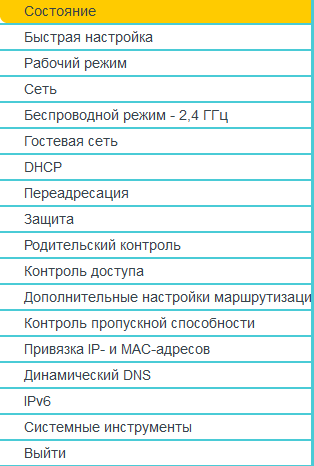 Состояние
Быстрая настройка
Рабочий режим
Сеть
Беспроводной режим - 2,4 ГГц
Гостевая сеть
DHCP
Переадресация
Защита
Родительский контроль
Контроль доступа
Дополнительные настройки маршрутизаци
Контроль пропускной способности
Привязка IP- и MAC-адресов
Динамический DNS
IPv6
Системные инструменты
Выйти